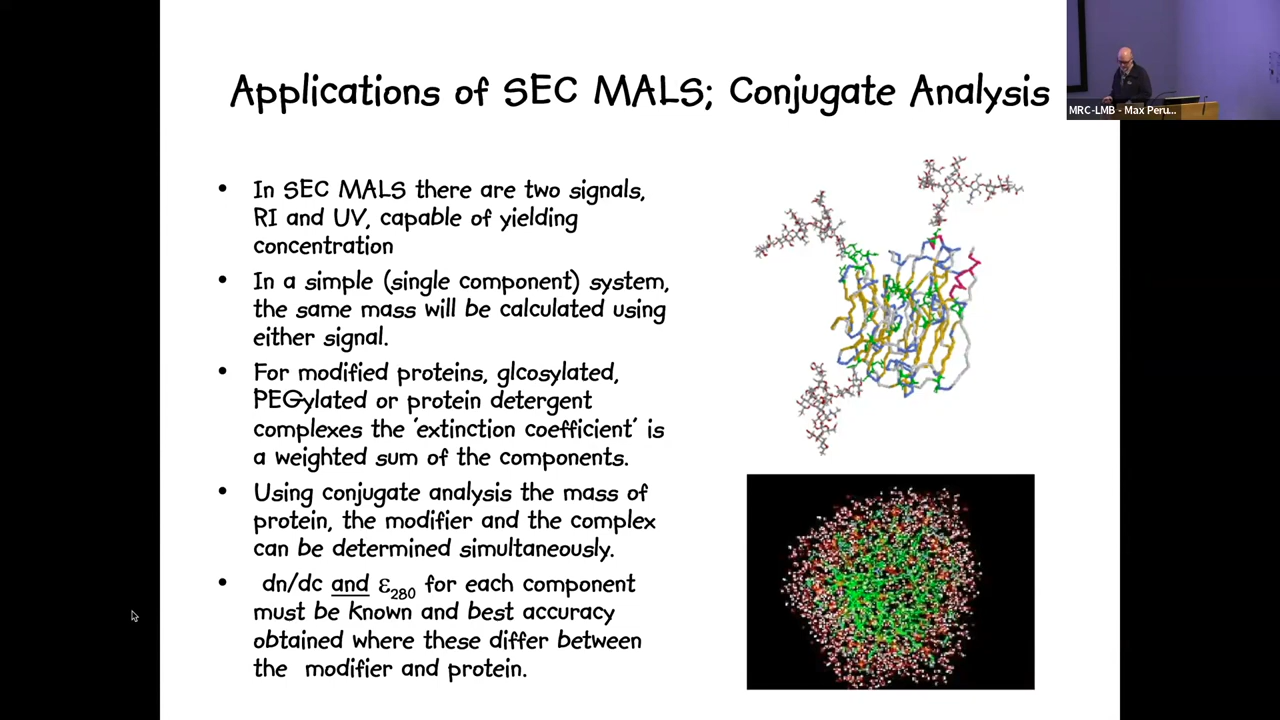 Applications of SEC MALS; Conjugate Analysis
MRC-LMB - Max Peru...
• In SEC MALS there are two signals,
RI and UV, capable of yielding
concentration
• In a simple (single component) system,
the same mass will be calculated using
either signal.
• For modified proteins, glcosylated,
PEGylated or protein detergent
complexes the 'extinction coefficient' is
a weighted sum of the components.
• Using conjugate analysis the mass of
protein, the modifier and the complex
can be determined simultaneously.
• dn/dc and ε280 for each component
must be known and best accuracy
obtained where these differ between
the modifier and protein.